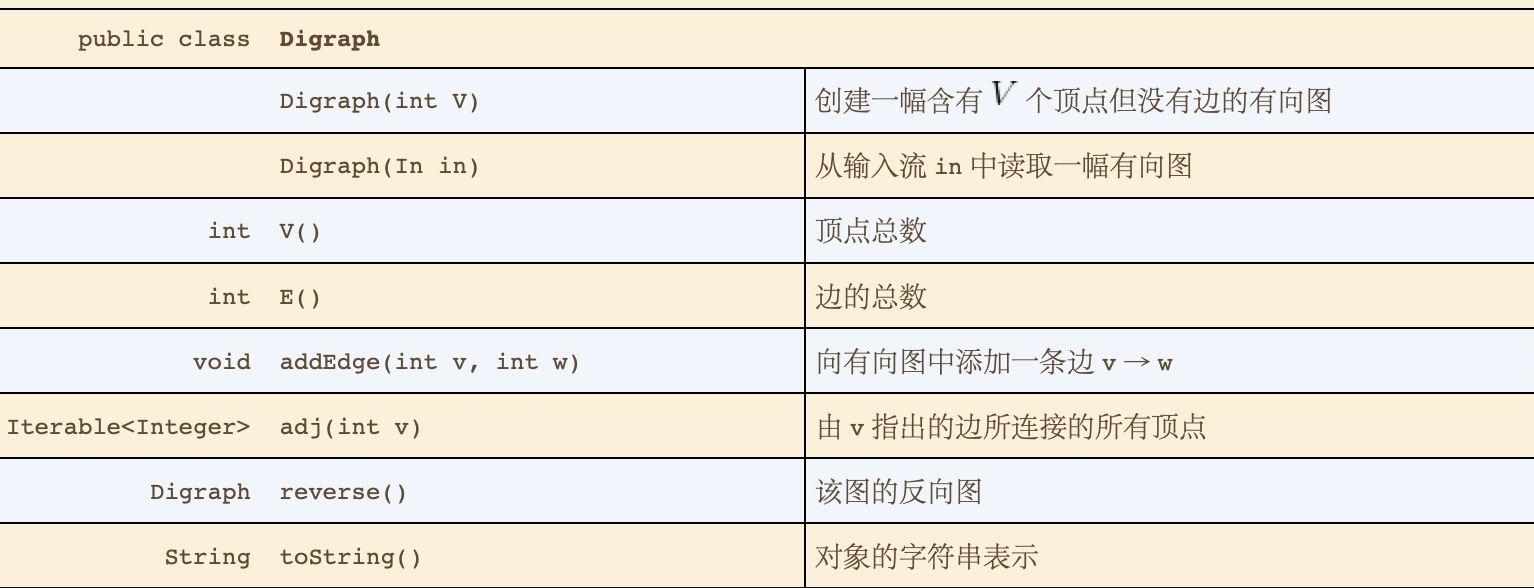 public class Digraph
Digraph(int V) 创建一幅含有 V 个顶点但没有边的有向图
Digraph(In in) 从输入流 in 中读取一幅有向图
int V() 顶点总数
int E() 边的总数
void addEdge(int v, int w) 向有向图中添加一条边 v → w
Iterable<Integer> adj(int v) 由 v 指出的边所连接的所有顶点
Digraph reverse() 该图的反向图
String toString() 对象的字符串表示